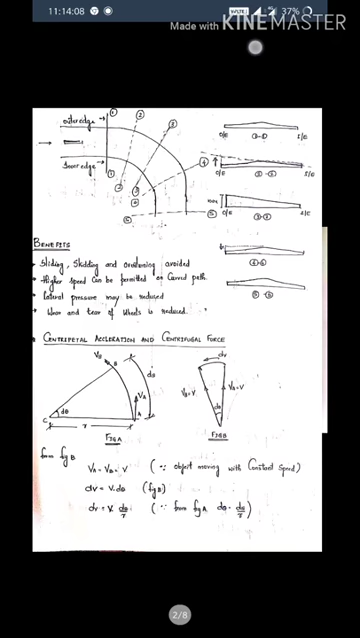 11:14:08
37%
Made with KINEMASTER
outer edge
Inner edge
O/E
I/E
O/E
I/E
O/E
I/E
BENEFITS
Sliding, Skidding and overturning avoided
Higher speed can be permitted on Curved path.
Lateral pressure may be reduced
Wear and tear of wheels is reduced.
CENTRIPETAL ACCLERATION AND CENTRIFUGAL FORCE
VB
B
ds
VA
A
C
dθ
r
FIG A
dv
VB = V
VA = V
dθ
FIG B
from fig B
VA = VB = V (∵ object moving with Constant Speed)
dv = V.dθ (fig B)
dv = V. ds/r (∵ from fig A dθ = ds/r)
2/8